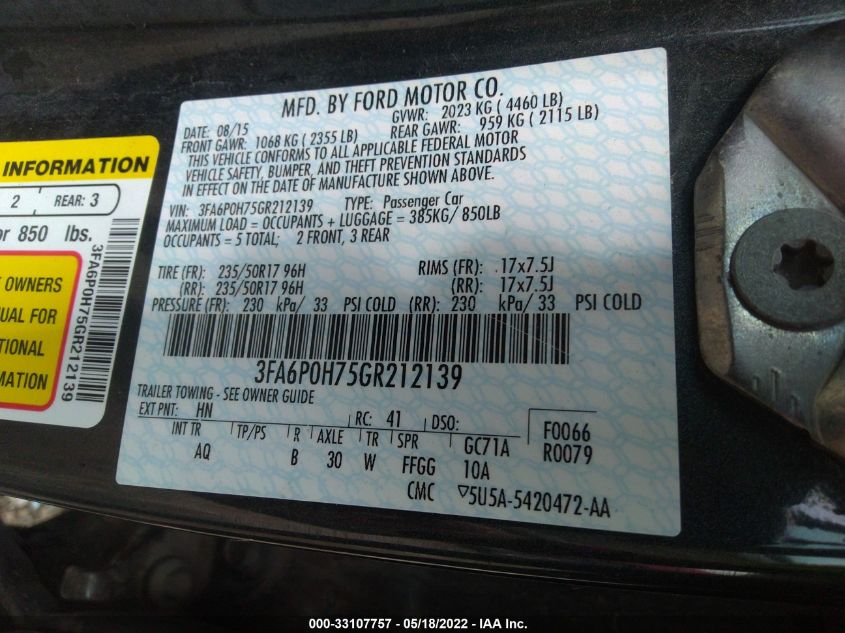 MFD. BY FORD MOTOR CO.
DATE: 08/15 GVWR: 2023 KG ( 4460 LB)
FRONT GAWR: 1068 KG ( 2355 LB) REAR GAWR: 959 KG ( 2115 LB)
THIS VEHICLE CONFORMS TO ALL APPLICABLE FEDERAL MOTOR
VEHICLE SAFETY, BUMPER, AND THEFT PREVENTION STANDARDS
IN EFFECT ON THE DATE OF MANUFACTURE SHOWN ABOVE.
VIN: 3FA6P0H75GR212139 TYPE: Passenger Car
MAXIMUM LOAD = OCCUPANTS + LUGGAGE = 385KG/ 850LB
OCCUPANTS = 5 TOTAL; 2 FRONT, 3 REAR
TIRE (FR): 235/50R17 96H RIMS (FR): .17x7.5J
(RR): 235/50R17 96H (RR): 17x7.5J
PRESSURE (FR): 230 kPa/ 33 PSI COLD (RR): 230 kPa/ 33 PSI COLD
3FA6P0H75GR212139
TRAILER TOWING - SEE OWNER GUIDE
EXT PNT: HN RC: 41 DSO: F0066
INT TR TP/PS R AXLE TR SPR GC71A R0079
AQ B 30 W FFGG 10A
CMC ▽5U5A-5420472-AA
INFORMATION
2 REAR: 3
or 850 lbs.
OWNERS
UAL FOR
TIONAL
MATION
3FA6P0H75GR212139
000-33107757 - 05/18/2022 - IAA Inc.